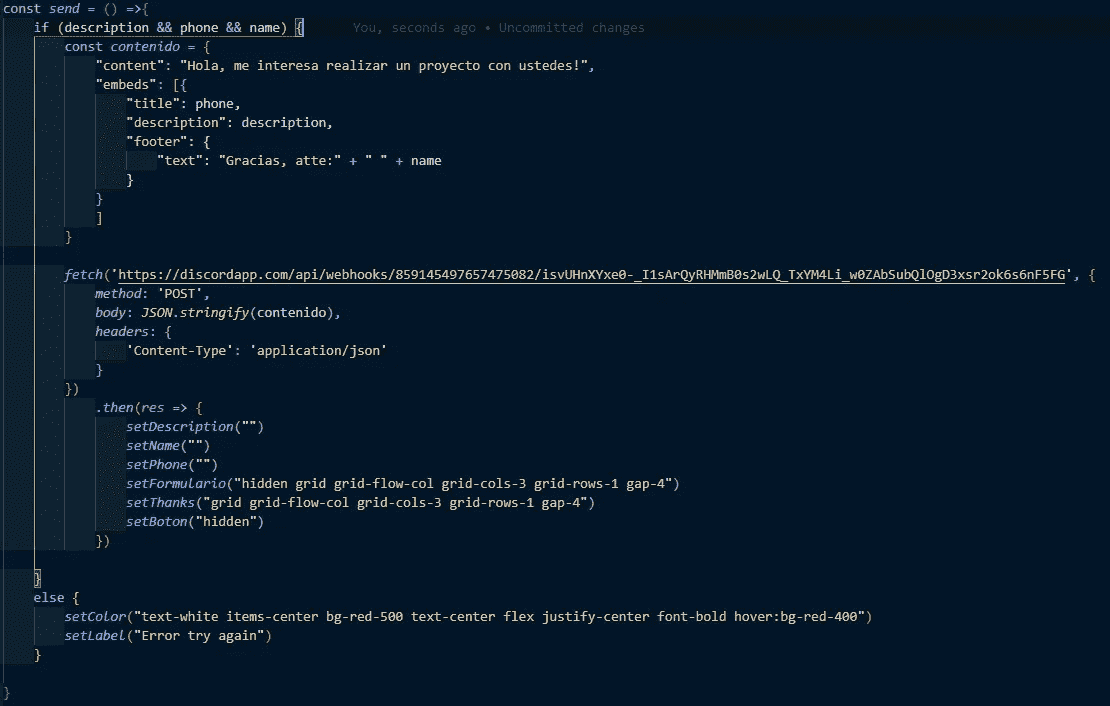 const send = () =>{
if (description && phone && name) { You, seconds ago • Uncommitted changes
const contenido = {
"content": "Hola, me interesa realizar un proyecto con ustedes!",
"embeds": [{
"title": phone,
"description": description,
"footer": {
"text": "Gracias, atte:" + " " + name
}
}
]
}
fetch('https://discordapp.com/api/webhooks/859145497657475082/isvUHnXYxe0-_I1sArQyRHMmB0s2wLQ_TxYM4Li_w0ZAbSubQlOgD3xsr2ok6s6nF5FG', {
method: 'POST',
body: JSON.stringify(contenido),
headers: {
'Content-Type': 'application/json'
}
})
.then(res => {
setDescription("")
setName("")
setPhone("")
setFormulario("hidden grid grid-flow-col grid-cols-3 grid-rows-1 gap-4")
setThanks("grid grid-flow-col grid-cols-3 grid-rows-1 gap-4")
setBoton("hidden")
})
}
else {
setColor("text-white items-center bg-red-500 text-center flex justify-center font-bold hover:bg-red-400")
setLabel("Error try again")
}
}